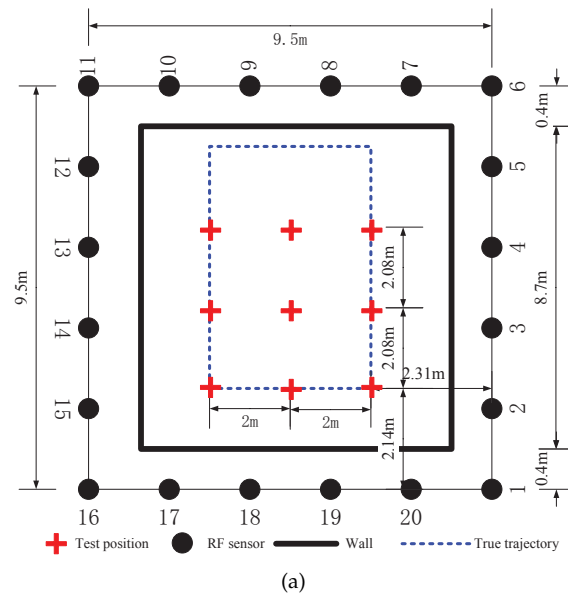 9.5m
11
10
9
8
7
6
0.4m
12
5
13
4
9.5m
2.08m
8.7m
14
3
2.08m
2.31m
15
2
2m
2m
2.14m
0.4m
1
16
17
18
19
20
Test position
RF sensor
Wall
True trajectory
(a)